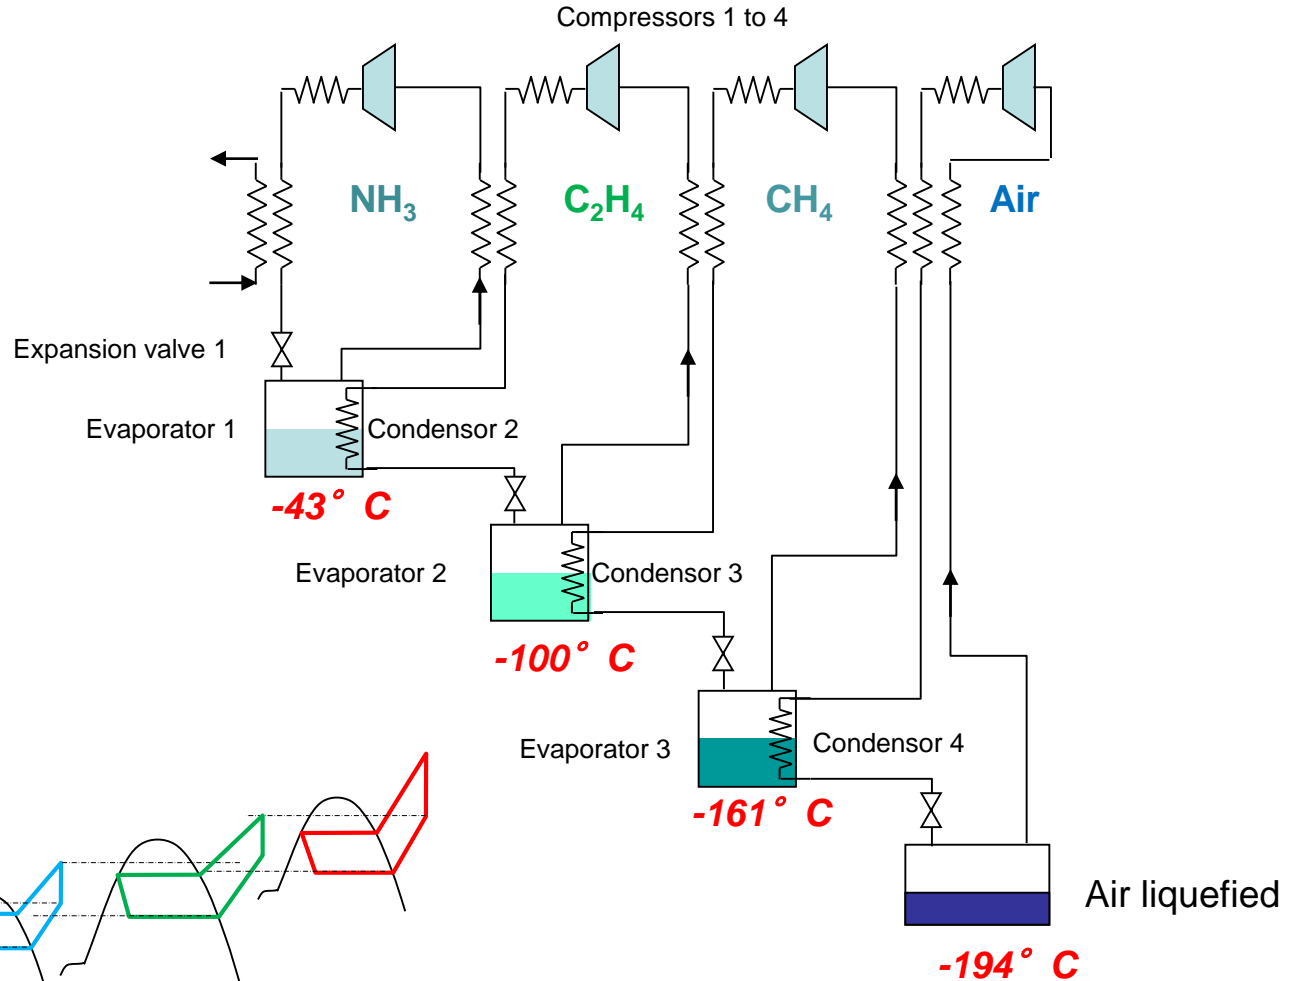 Compressors 1 to 4
NH₃
C₂H₄
CH₄
Air
Expansion valve 1
Evaporator 1
Condensor 2
-43° C
Evaporator 2
Condensor 3
-100° C
Evaporator 3
Condensor 4
-161° C
Air liquefied
-194° C